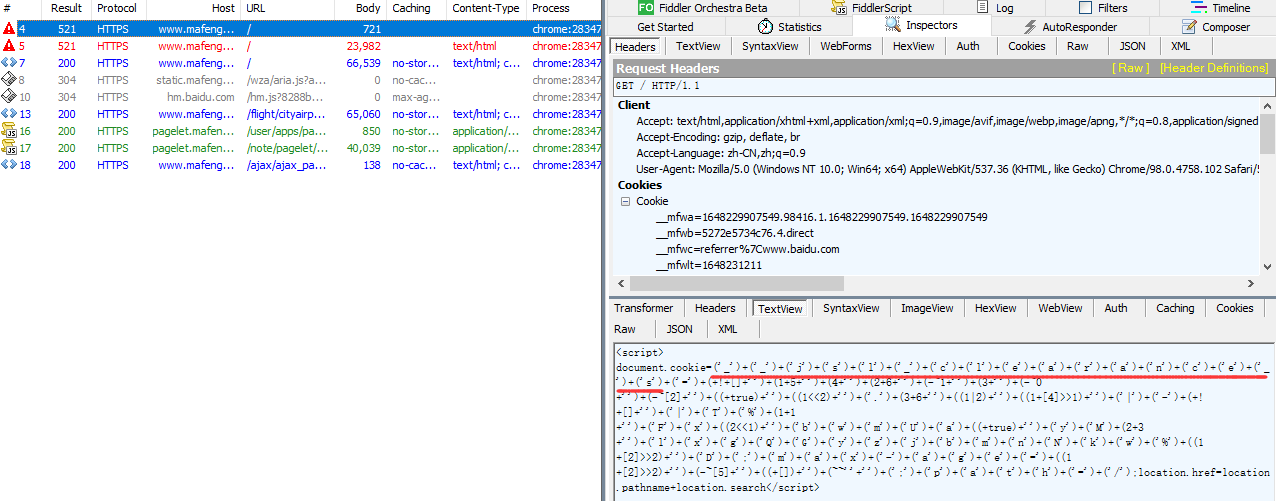 # Result Protocol Host URL Body Caching Content-Type Process
4 521 HTTPS www.mafeng... / 721 chrome:28347
5 521 HTTPS www.mafeng... / 23,982 text/html chrome:28347
7 200 HTTPS www.mafeng... / 66,539 no-stor... text/html; c... chrome:28347
8 304 HTTPS static.mafeng... /wza/aria.js?a... 0 no-cac... chrome:28347
10 304 HTTPS hm.baidu.com /hm.js?8288b... 0 max-ag... chrome:28347
13 200 HTTPS www.mafeng... /flight/cityairp... 65,060 no-stor... text/html; c... chrome:28347
16 200 HTTPS pagelet.mafen... /user/apps/pa... 850 no-stor... application/... chrome:28347
17 200 HTTPS pagelet.mafen... /note/pagelet/... 40,039 no-stor... application/... chrome:28347
18 200 HTTPS www.mafeng... /ajax/ajax_pa... 138 no-cac... text/html; c... chrome:28347
FO Fiddler Orchestra Beta FiddlerScript Log Filters Timeline
Get Started Statistics Inspectors AutoResponder Composer
Headers TextView SyntaxView WebForms HexView Auth Cookies Raw JSON XML
Request Headers [ Raw ] [Header Definitions]
GET / HTTP/1.1
Client
Accept: text/html,application/xhtml+xml,application/xml;q=0.9,image/avif,image/webp,image/apng,*/*;q=0.8,application/signed
Accept-Encoding: gzip, deflate, br
Accept-Language: zh-CN,zh;q=0.9
User-Agent: Mozilla/5.0 (Windows NT 10.0; Win64; x64) AppleWebKit/537.36 (KHTML, like Gecko) Chrome/98.0.4758.102 Safari/5
Cookies
Cookie
__mfwa=1648229907549.98416.1.1648229907549.1648229907549
__mfwb=5272e5734c76.4.direct
__mfwc=referrer%7Cwww.baidu.com
__mfwlt=1648231211
Transformer Headers TextView SyntaxView ImageView HexView WebView Auth Caching Cookies
Raw JSON XML
<script>
document.cookie=('_')+('_')+('j')+('s')+('l')+('_')+('c')+('l')+('e')+('a')+('r')+('a')+('n')+('c')+('e')+('_
')+('s')+('=')+(+!+[]+'')+(1+5+'')+(4+'')+(2+6+'')+(-~1+'')+(3+'')+(-~0
+'')+(-~[2]+'')+((+true)+'')+((1<<2)+'')+('.')+(3+6+'')+((1|2)+'')+((1+[4]>>1)+'')+('|')+('-')+(+!
+[]+'')+('|')+('T')+('%')+(1+1
+'')+('F')+('x')+((2<<1)+'')+('b')+('w')+('m')+('U')+('a')+((+true)+'')+('y')+('M')+(2+3
+'')+('l')+('x')+('g')+('Q')+('G')+('y')+('z')+('j')+('b')+('m')+('n')+('N')+('k')+('w')+('%')+((1
+[2]>>2)+'')+('D')+(';')+('m')+('a')+('x')+('-')+('a')+('g')+('e')+('=')+((1
+[2]>>2)+'')+(-~[5]+'')+((+[])+'')+(~~''+'')+(';')+('p')+('a')+('t')+('h')+('=')+('/');location.href=location
.pathname+location.search</script>